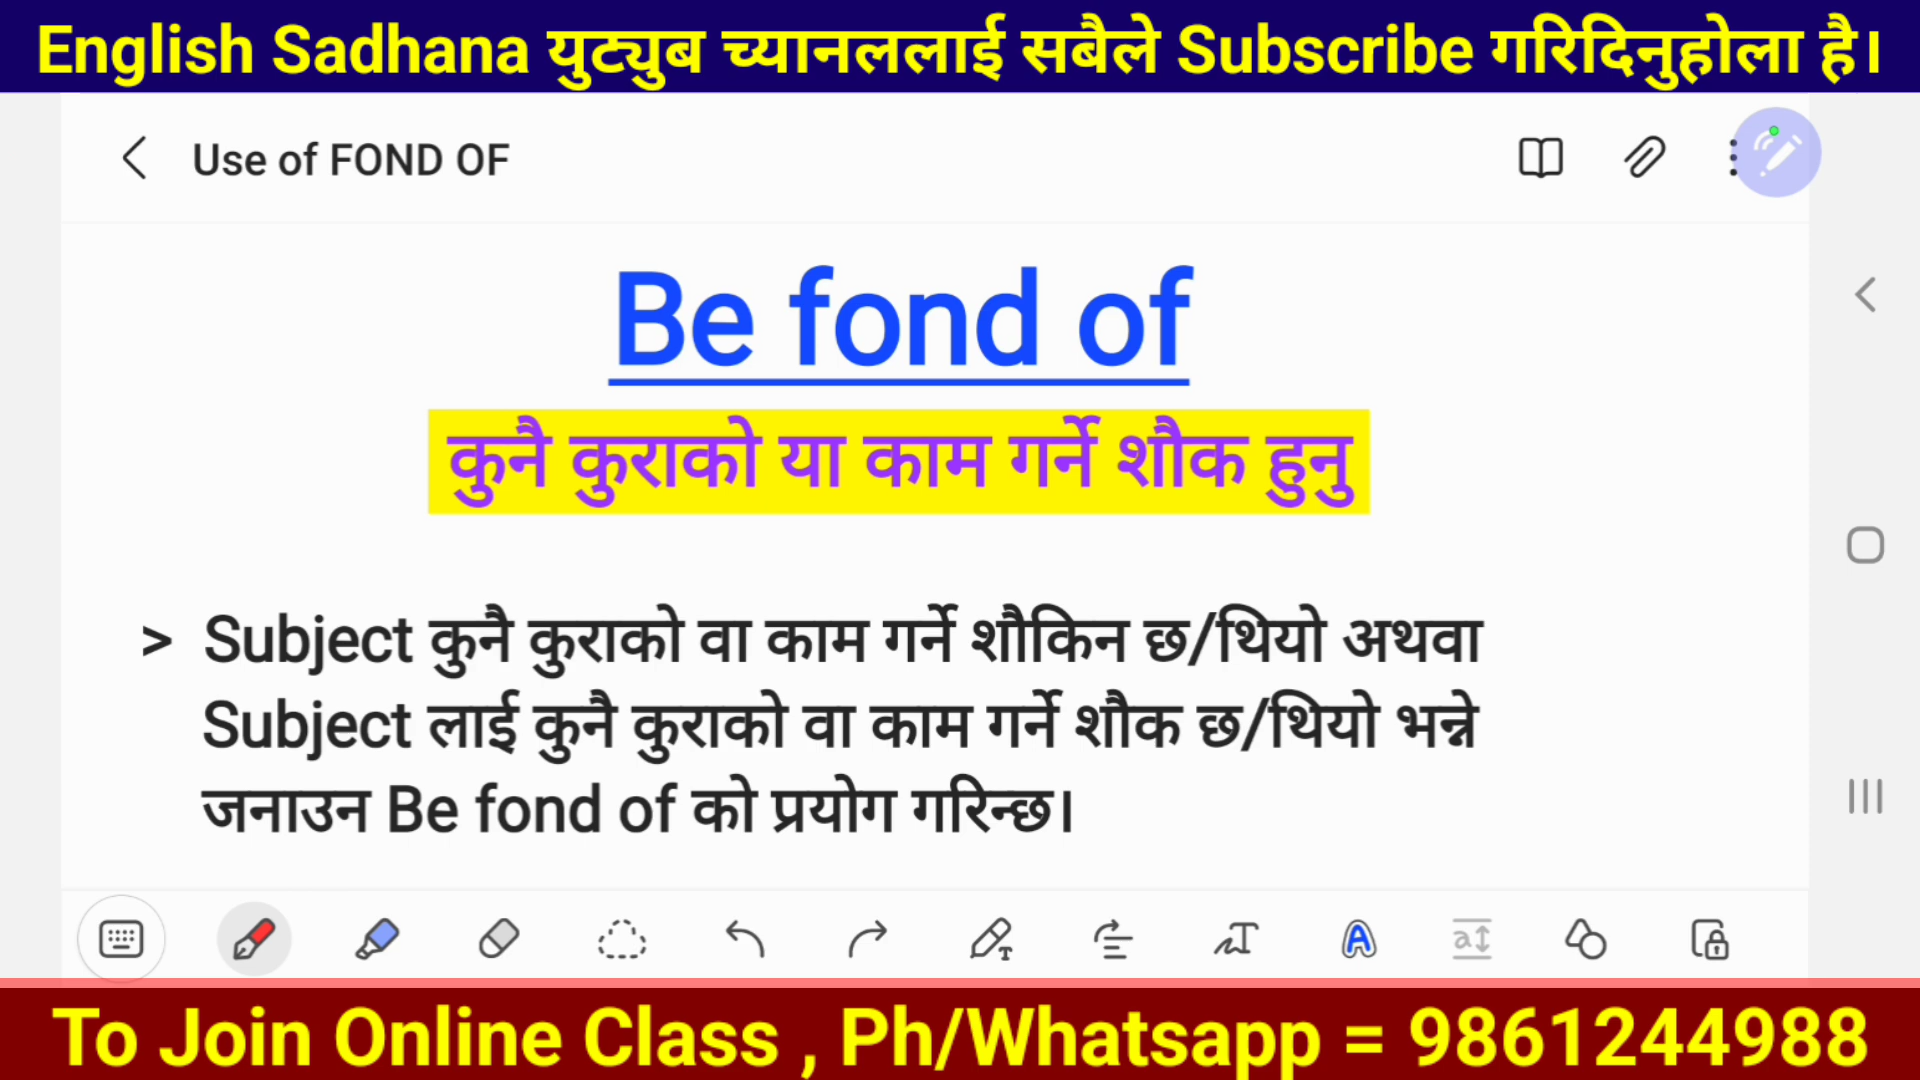 English Sadhana युट्युब च्यानललाई सबैले Subscribe गरिदिनुहोला है।
Use of FOND OF
Be fond of
कुनै कुराको या काम गर्ने शौक हुनु
> Subject कुनै कुराको वा काम गर्ने शौकिन छ/थियो अथवा
Subject लाई कुनै कुराको वा काम गर्ने शौक छ/थियो भन्ने
जनाउन Be fond of को प्रयोग गरिन्छ।
To Join Online Class , Ph/Whatsapp = 9861244988